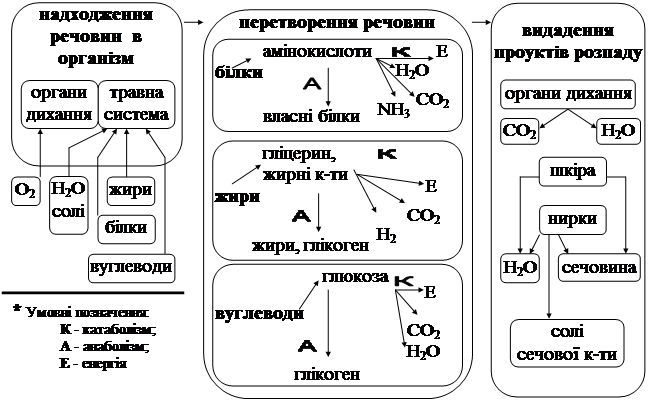 надходження
речовин в
організм
органи
дихання
травна
система
O₂
H₂O
солі
жири
білки
вуглеводи
* Умовні позначення:
К - катаболізм;
А - анаболізм;
Е - енергія
перетворення речовин
білки
амінокислоти
К
Е
H₂O
CO₂
NH₃
А
власні білки
жири
гліцерин,
жирні к-ти
К
Е
CO₂
H₂
А
жири, глікоген
вуглеводи
глюкоза
К
Е
CO₂
H₂O
А
глікоген
видадення
проуктів розпаду
органи дихання
CO₂
H₂O
шкіра
нирки
H₂O
сечовина
солі
сечової к-ти